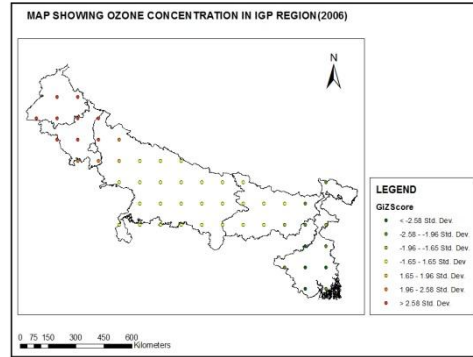 MAP SHOWING OZONE CONCENTRATION IN IGP REGION(2006)
N
LEGEND
GiZScore
< -2.58 Std. Dev.
-2.58 - -1.96 Std. Dev.
-1.96 - -1.65 Std. Dev.
-1.65 - 1.65 Std. Dev.
1.65 - 1.96 Std. Dev.
1.96 - 2.58 Std. Dev.
> 2.58 Std. Dev.
0 75 150 300 450 600
Kilometers